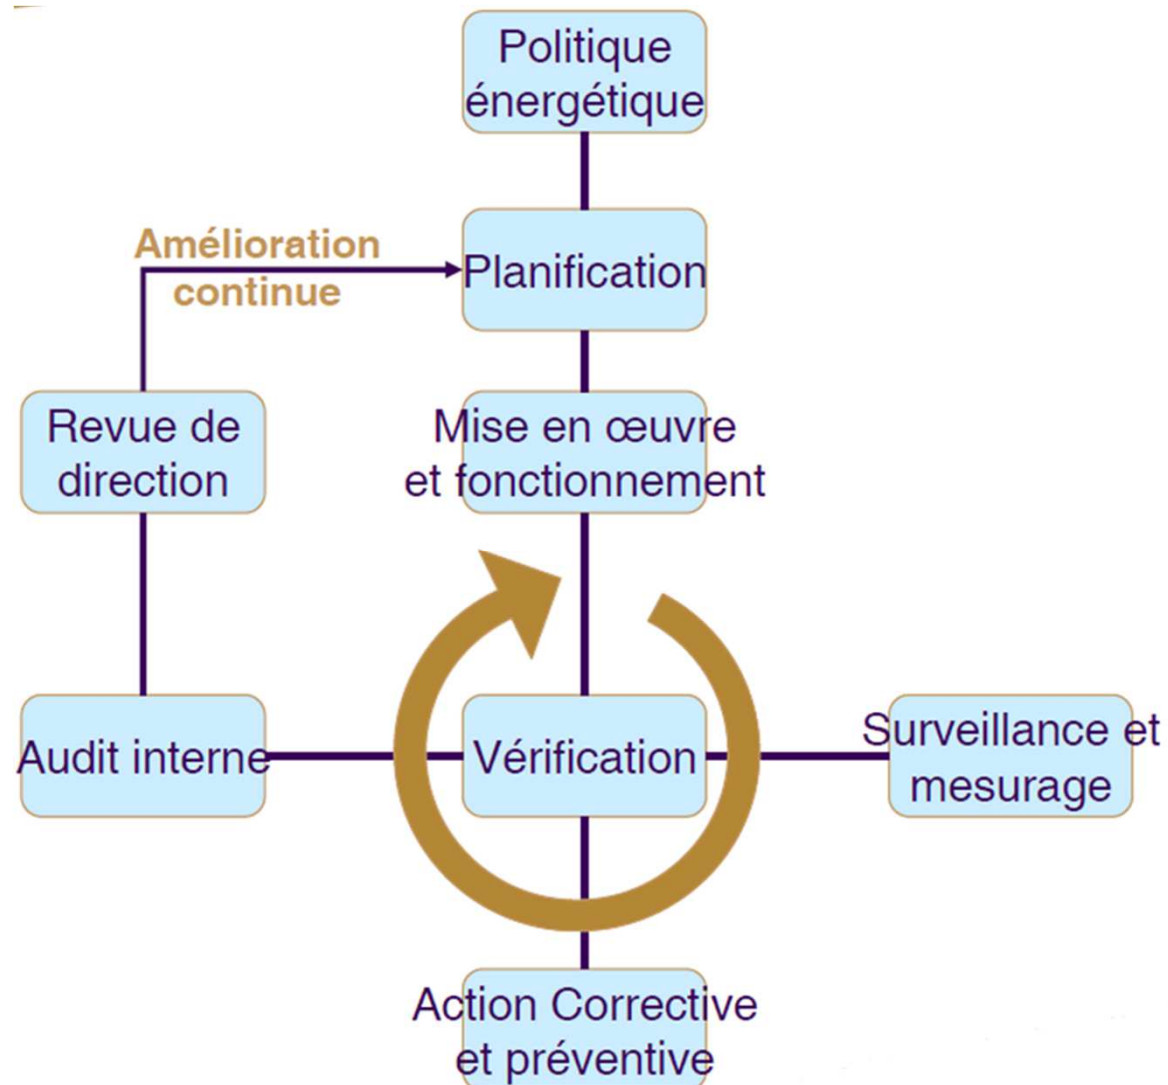 Politique
énergétique
Amélioration
continue
Planification
Revue de
direction
Mise en œuvre
et fonctionnement
Audit interne
Vérification
Surveillance et
mesurage
Action Corrective
et préventive